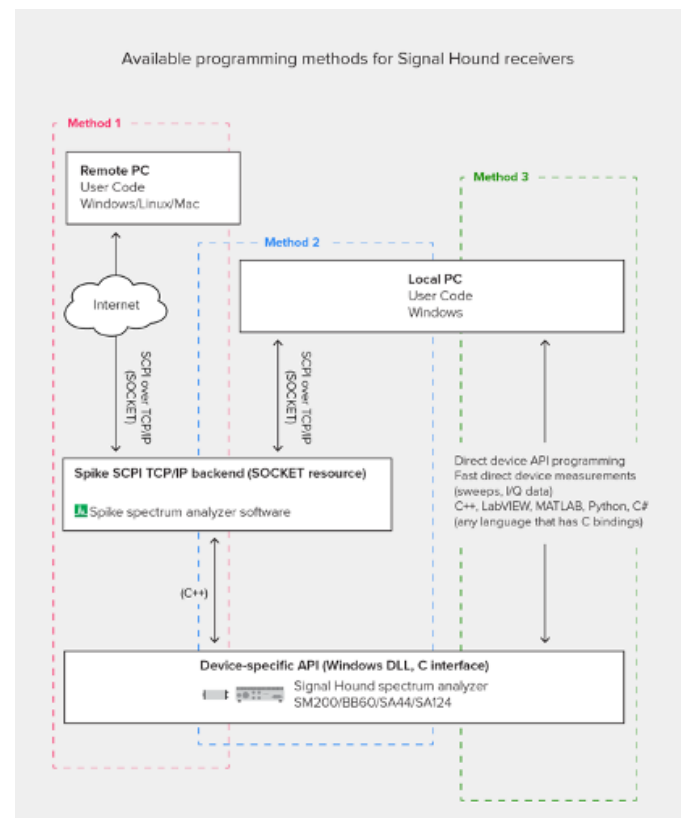 Available programming methods for Signal Hound receivers
Method 1
Remote PC
User Code
Windows/Linux/Mac
Method 3
Method 2
Local PC
User Code
Windows
Internet
SCPI over TCP/IP
(SOCKET)
SCPI over TCP/IP
(SOCKET)
Direct device API programming
Fast direct device measurements
(sweeps, I/Q data)
C++, LabVIEW, MATLAB, Python, C#
(any language that has C bindings)
Spike SCPI TCP/IP backend (SOCKET resource)
Spike spectrum analyzer software
(C++)
Device-specific API (Windows DLL, C interface)
Signal Hound spectrum analyzer
SM200/BB60/SA44/SA124